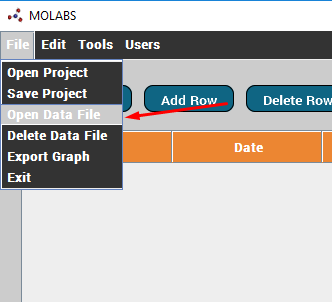 MOLABS
File Edit Tools Users
Open Project
Save Project
Open Data File
Delete Data File
Export Graph
Exit
Add Row
Delete Row
Date